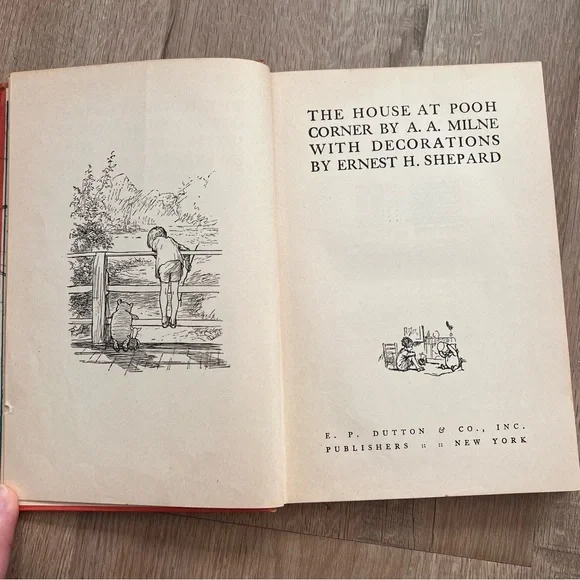 THE HOUSE AT POOH
CORNER BY A. A. MILNE
WITH DECORATIONS
BY ERNEST H. SHEPARD
E. P. DUTTON & CO., INC.
PUBLISHERS :: :: NEW YORK